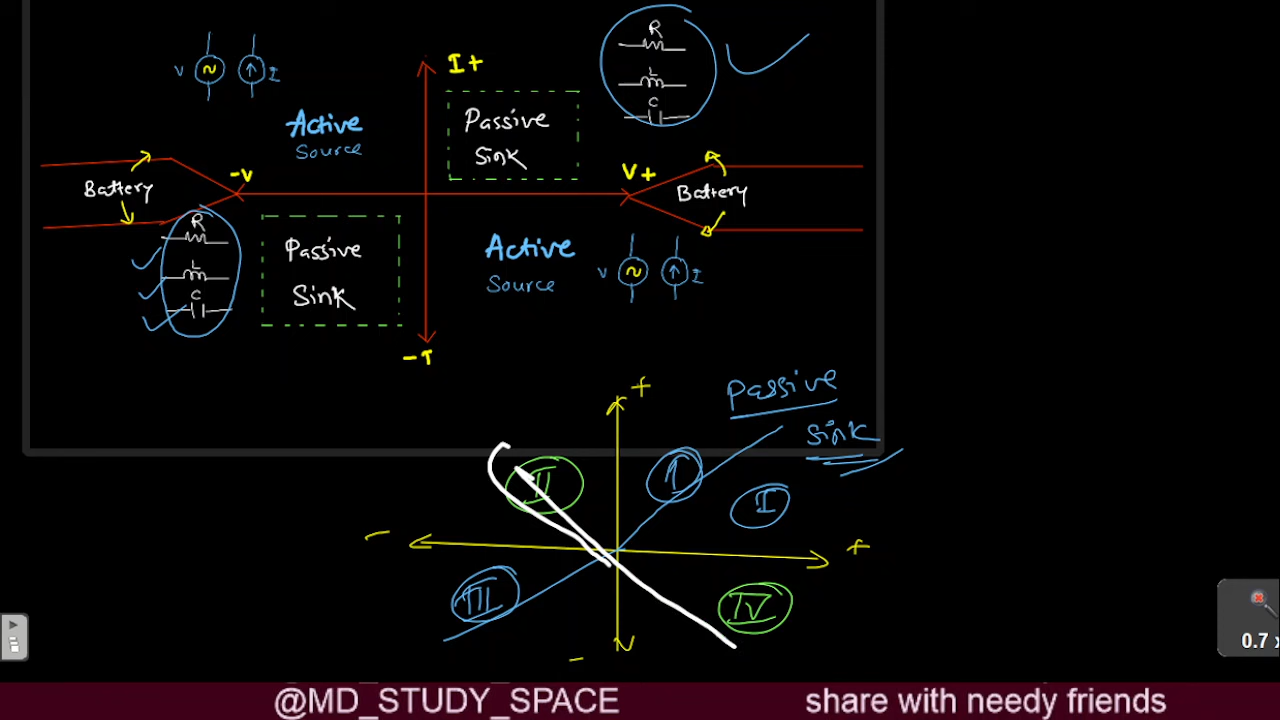 R
I+
V
~
I
L
C
Active
Source
Passive
Sink
-V
V+
Battery
Battery
R
L
C
Passive
Sink
Active
Source
V
~
I
-I
+
Passive
Sink
II
I
I
-
+
III
IV
-
0.7 x
@MD_STUDY_SPACE
share with needy friends